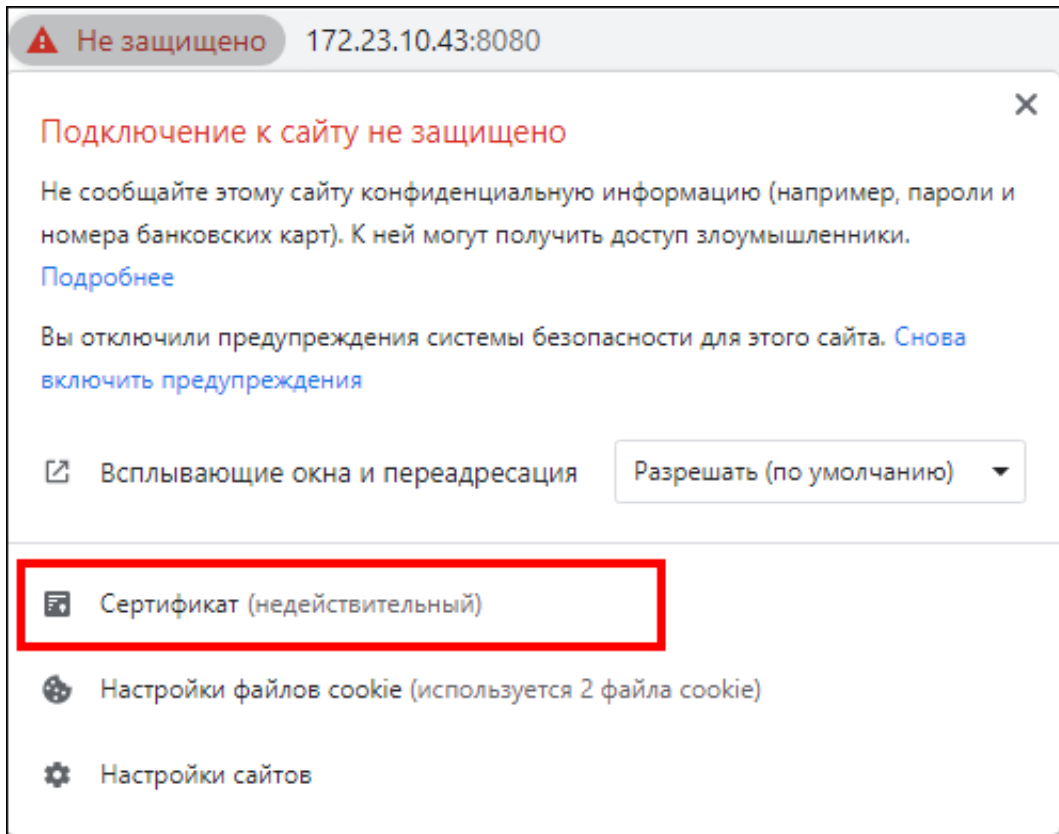 Не защищено 172.23.10.43:8080
Подключение к сайту не защищено
Не сообщайте этому сайту конфиденциальную информацию (например, пароли и
номера банковских карт). К ней могут получить доступ злоумышленники.
Подробнее
Вы отключили предупреждения системы безопасности для этого сайта. Снова
включить предупреждения
Всплывающие окна и переадресация Разрешать (по умолчанию)
Сертификат (недействительный)
Настройки файлов cookie (используется 2 файла cookie)
Настройки сайтов